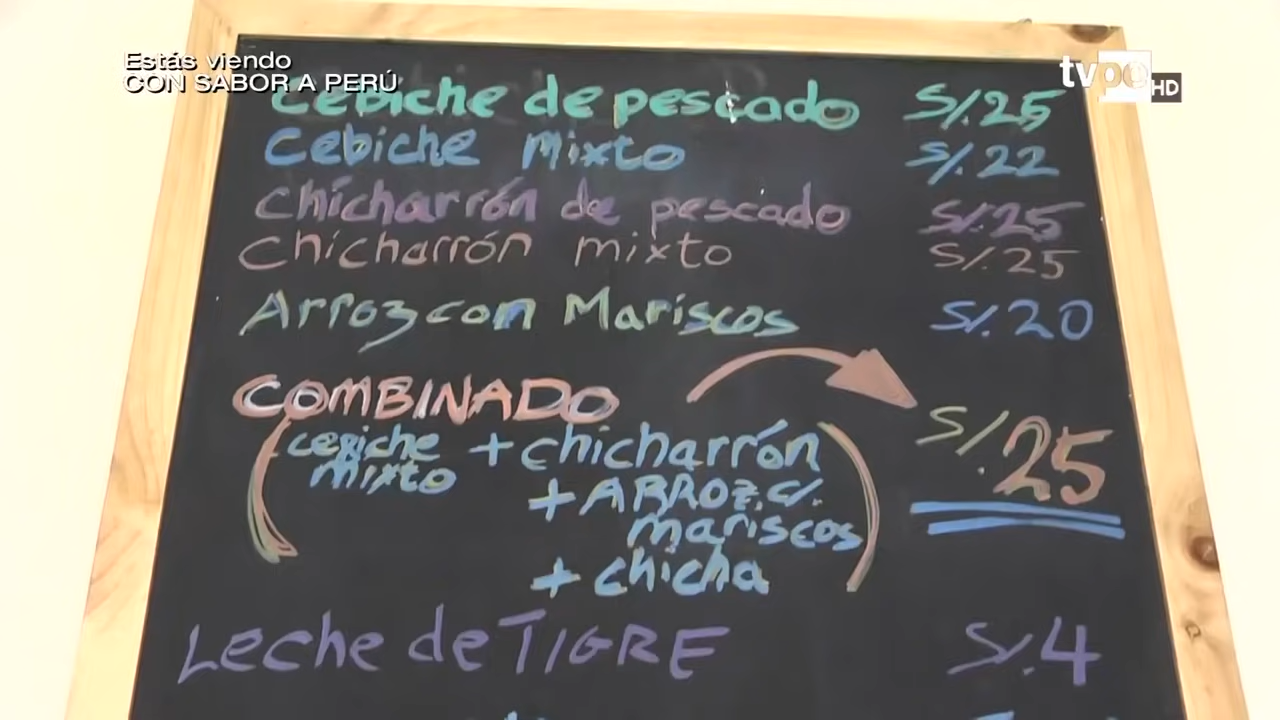 Estás viendo
CON SABOR A PERÚ
tvpe HD
Cebiche de pescado S/.25
Cebiche mixto S/.22
Chicharrón de pescado S/.25
Chicharrón mixto S/.25
Arroz con Mariscos S/.20
COMBINADO S/.25
(cebiche mixto + chicharrón
+ ARROZ c/.
mariscos
+ chicha)
Leche de TIGRE S/.4